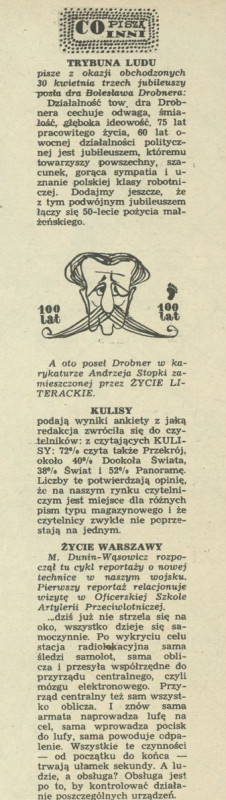 CO PISZĄ
INNI
TRYBUNA LUDU
pisze z okazji obchodzonych
30 kwietnia trzech jubileuszy
posła dra Bolesława Drobnera:
Działalność tow. dra Drob-
nera cechuje odwaga, śmia-
łość, głęboka ideowość. 75 lat
pracowitego życia, 60 lat o-
wocnej działalności politycz-
nej jest jubileuszem, któremu
towarzyszy powszechny, sza-
cunek, gorąca sympatia i u-
znanie polskiej klasy robotni-
czej. Dodajmy jeszcze, że
z tym podwójnym jubileuszem
łączy się 50-lecie pożycia mał-
żeńskiego.
100
lat
100
lat
A oto poseł Drobner w ka-
rykaturze Andrzeja Stopki za-
mieszczonej przez ŻYCIE LI-
TERACKIE.
KULISY
podają wyniki ankiety z jaką
redakcja zwróciła się do czy-
telników: z czytających KULI-
SY: 72% czyta także Przekrój,
około 40% Dookoła Świata,
38% Świat i 52% Panoramę.
Liczby te potwierdzają opinię,
że na naszym rynku czytelni-
czym jest miejsce dla różnych
pism typu magazynowego i że
czytelnicy zwykle nie poprze-
stają na jednym.
ŻYCIE WARSZAWY
M. Dunin-Wąsowicz rozpo-
czął tu cykl reportaży o nowej
technice w naszym wojsku.
Pierwszy reportaż relacjonuje
wizytę w Oficerskiej Szkole
Artylerii Przeciwlotniczej.
...dziś już nie strzela się na
oko, wszystko dzieje się sa-
moczynnie. Po wykryciu celu
stacja radiolokacyjna sama
śledzi samolot, sama obli-
cza i przesyła współrzędne do
przyrządu centralnego, czyli
mózgu elektronowego. Przy-
rząd centralny też sam wszyst-
ko oblicza. I znów sama
armata naprowadza lufę na
cel, sama wprowadza pocisk
do lufy, sama powoduje odpa-
lenie. Wszystkie te czynności
— od początku do końca —
trwają ułamek sekundy. A lu-
dzie, a obsługa? Obsługa jest
po to, by kontrolować działa-
nie poszczególnych urządzeń.